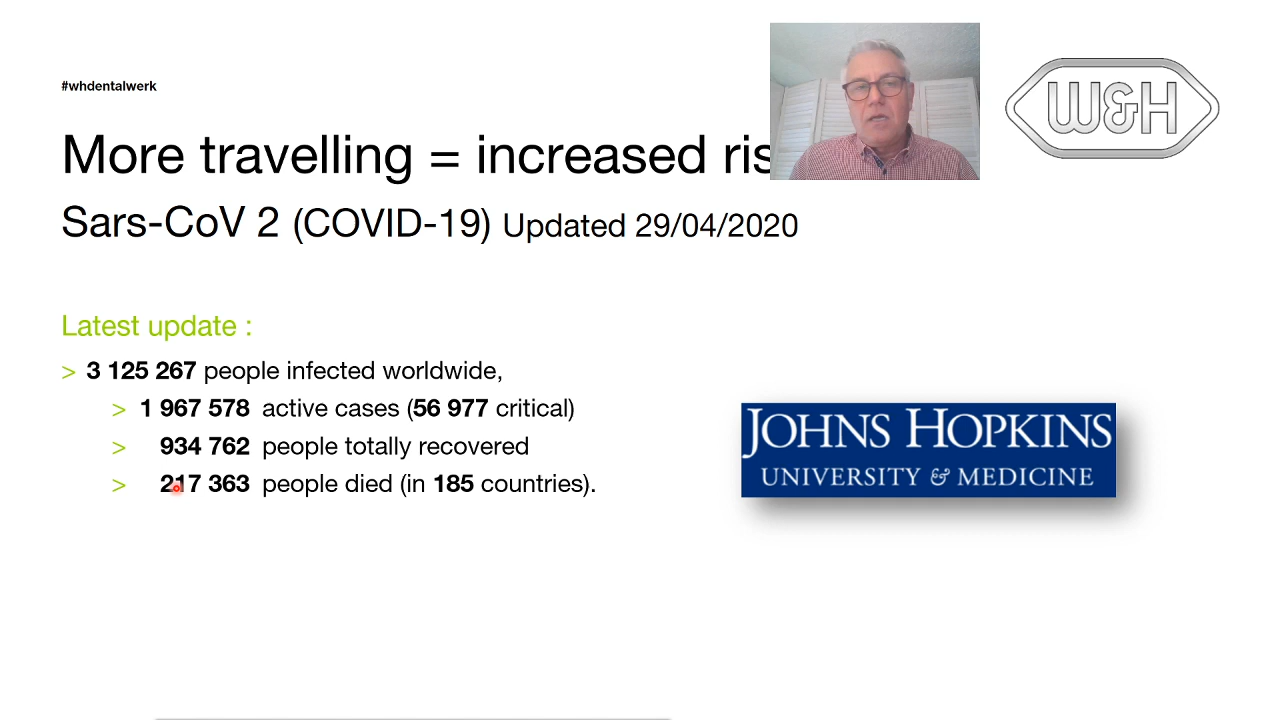 #whdentalwerk
W&H
More travelling = increased ris
Sars-CoV 2 (COVID-19) Updated 29/04/2020
Latest update :
> 3 125 267 people infected worldwide,
> 1 967 578 active cases (56 977 critical)
> 934 762 people totally recovered
> 217 363 people died (in 185 countries).
JOHNS HOPKINS
UNIVERSITY & MEDICINE